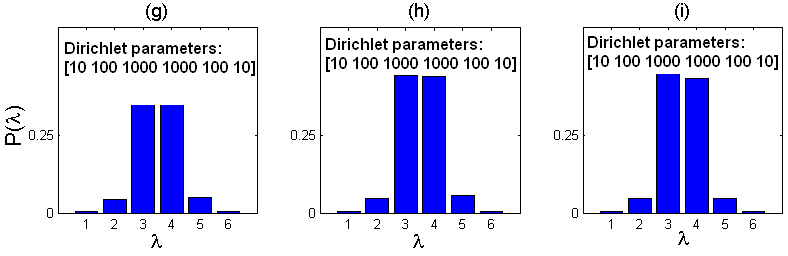 (g) (h) (i)
Dirichlet parameters:
[10 100 1000 1000 100 10]
Dirichlet parameters:
[10 100 1000 1000 100 10]
Dirichlet parameters:
[10 100 1000 1000 100 10]
P(λ)
0.25
0
1 2 3 4 5 6
λ
0.25
0
1 2 3 4 5 6
λ
0.25
0
1 2 3 4 5 6
λ